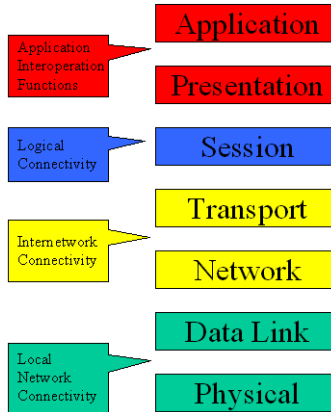 Application
Application
Interoperation
Functions
Presentation
Logical
Connectivity
Session
Transport
Internetwork
Connectivity
Network
Data Link
Local
Network
Connectivity
Physical